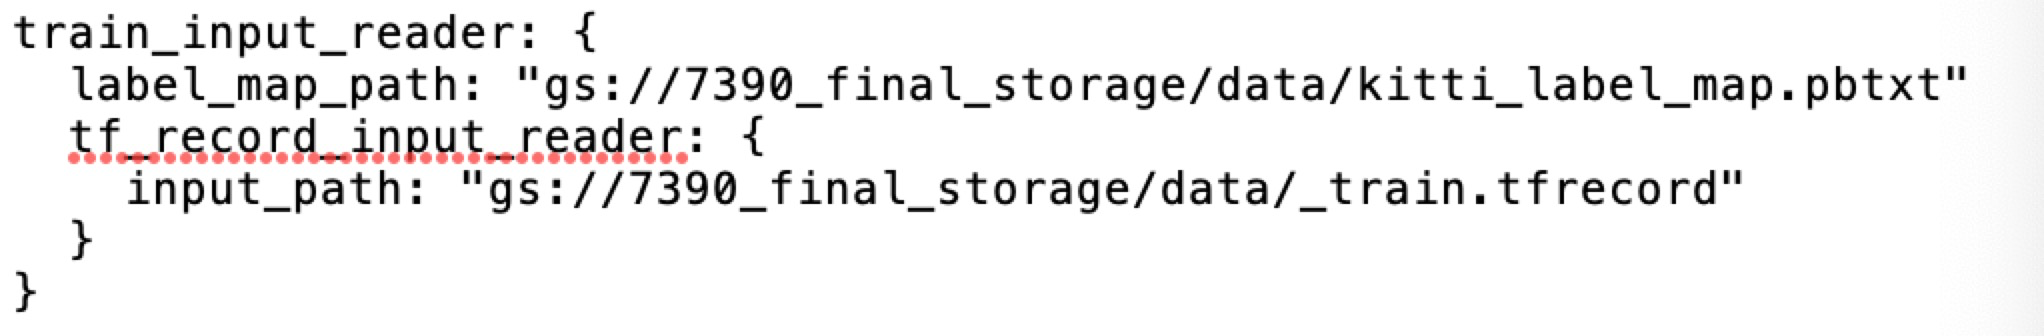 train_input_reader: {
  label_map_path: "gs://7390_final_storage/data/kitti_label_map.pbtxt"
  tf_record_input_reader: {
    input_path: "gs://7390_final_storage/data/_train.tfrecord"
  }
}